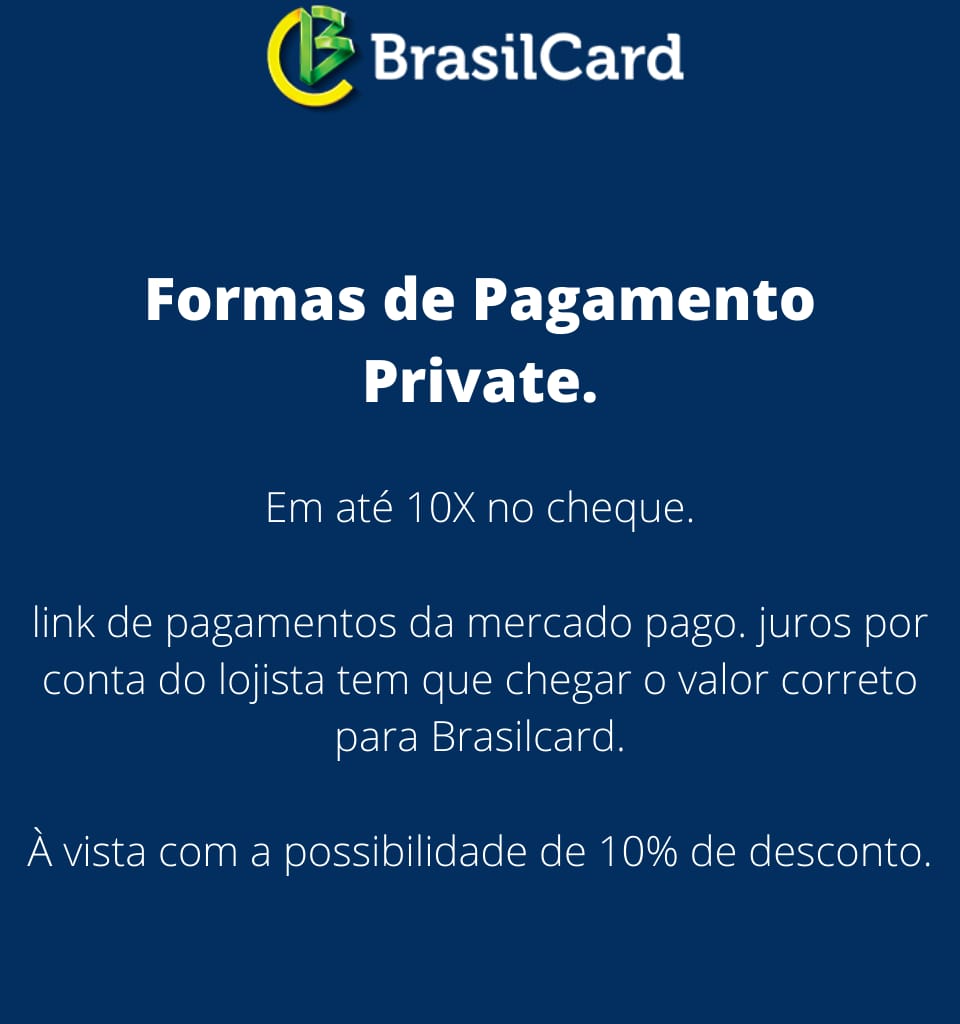 BrasilCard
Formas de Pagamento
Private.
Em até 10X no cheque.
link de pagamentos da mercado pago. juros por
conta do lojista tem que chegar o valor correto
para Brasilcard.
À vista com a possibilidade de 10% de desconto.